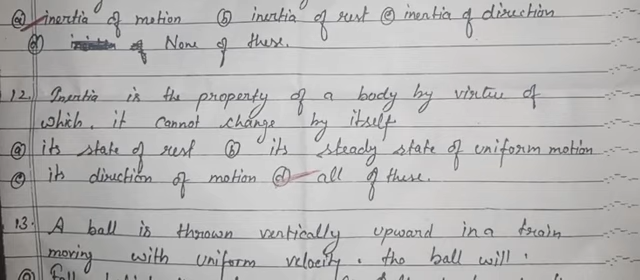 (a) inertia of motion (b) inertia of rest (c) inertia of direction
(d) of None of these.
12. Inertia is the property of a body by virtue of
which, it cannot change by itself
(a) its state of rest (b) its steady state of uniform motion
(c) its direction of motion (d) all of these.
13. A ball is thrown vertically upward in a train
moving with uniform velocity. the ball will
(a) Fall